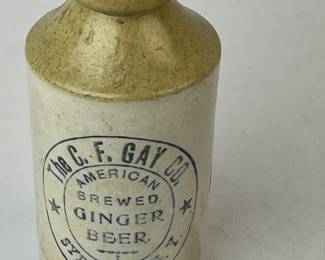 The C. F. GAY CO.
AMERICAN
BREWED
GINGER
BEER